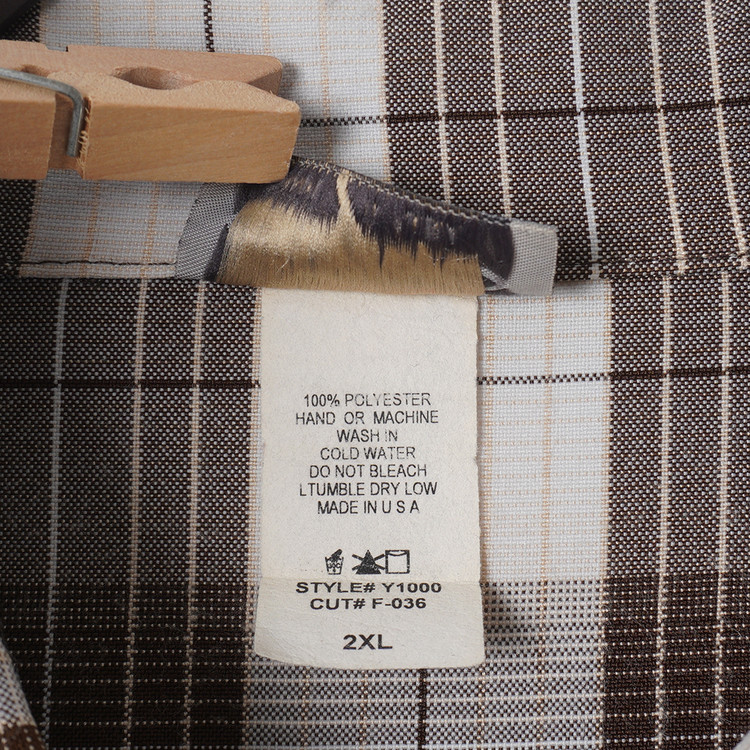 100% POLYESTER
HAND OR MACHINE
WASH IN
COLD WATER
DO NOT BLEACH
LTUMBLE DRY LOW
MADE IN U S A
STYLE# Y1000
CUT# F-036
2XL